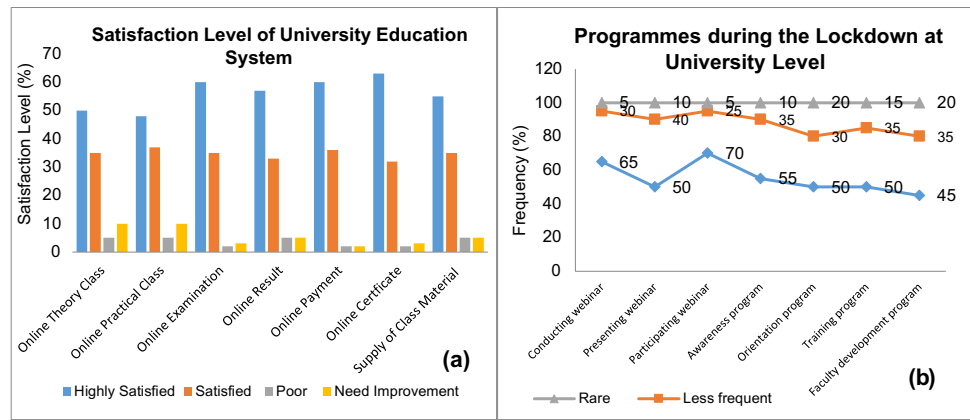 Satisfaction Level of University Education
System
Satisfaction Level (%)
70
60
50
40
30
20
10
0
Online Theory Class
Online Practical Class
Online Examination
Online Result
Online Payment
Online Certficate
Supply of Class Material
(a)
Highly Satisfied
Satisfied
Poor
Need Improvement
Programmes during the Lockdown at
University Level
Frequency (%)
120
100
80
60
40
20
0
5 10 5 10 20 15 20
30 40 25 35 30 35 35
65 50 70 55 50 50 45
Conducting webinar
Presenting webinar
Participating webinar
Awareness program
Orientation program
Training program
Faculty development program
(b)
Rare
Less frequent